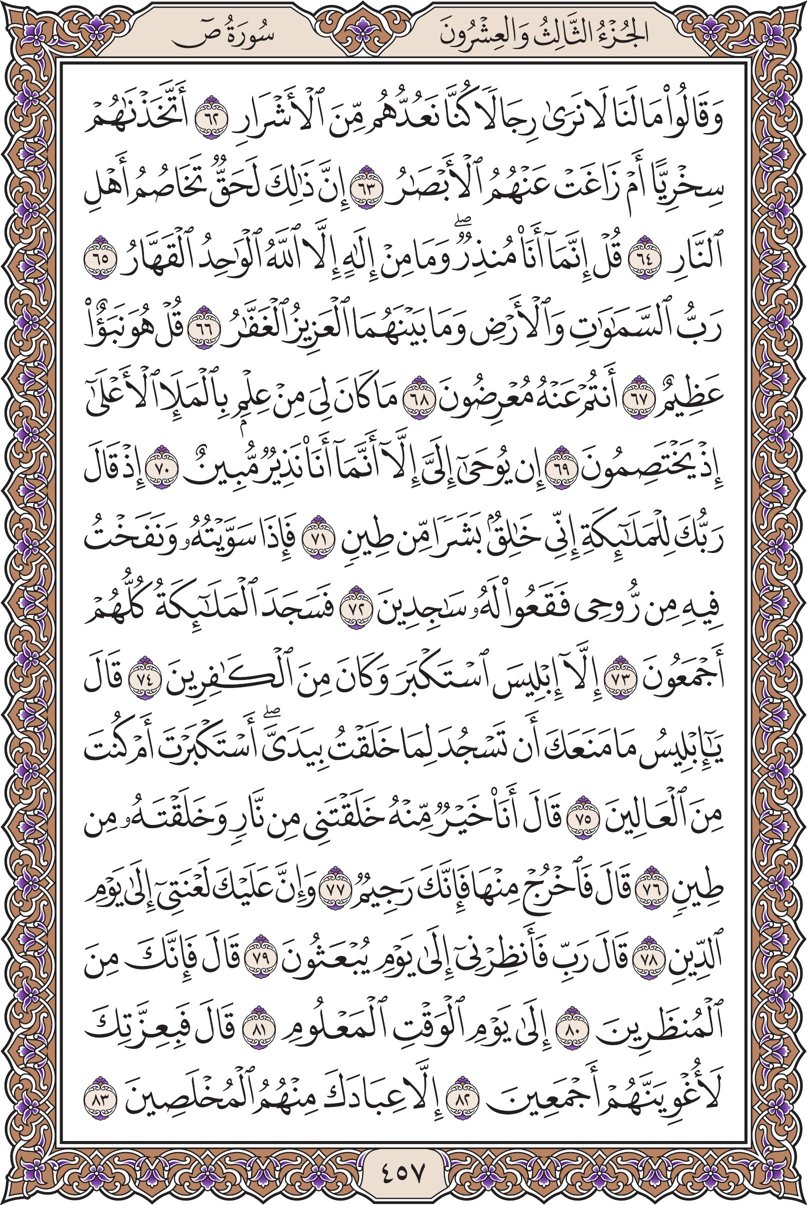 الجُزْءُ الثَّالِثُ وَالعِشْرُونَ
سُورَةُ صٓ
وَقَالُواْ مَا لَنَا لَا نَرَىٰ رِجَالٗا كُنَّا نَعُدُّهُم مِّنَ ٱلۡأَشۡرَارِ ٦٢ أَتَّخَذۡنَٰهُمۡ
سِخۡرِيًّا أَمۡ زَاغَتۡ عَنۡهُمُ ٱلۡأَبۡصَٰرُ ٦٣ إِنَّ ذَٰلِكَ لَحَقّٞ تَخَاصُمُ أَهۡلِ
ٱلنَّارِ ٦٤ قُلۡ إِنَّمَآ أَنَا۠ مُنذِرٞۖ وَمَا مِنۡ إِلَٰهٍ إِلَّا ٱللَّهُ ٱلۡوَٰحِدُ ٱلۡقَهَّارُ ٦٥
رَبُّ ٱلسَّمَٰوَٰتِ وَٱلۡأَرۡضِ وَمَا بَيۡنَهُمَا ٱلۡعَزِيزُ ٱلۡغَفَّٰرُ ٦٦ قُلۡ هُوَ نَبَؤٌاْ
عَظِيمٌ ٦٧ أَنتُمۡ عَنۡهُ مُعۡرِضُونَ ٦٨ مَا كَانَ لِيَ مِنۡ عِلۡمِۭ بِٱلۡمَلَإِ ٱلۡأَعۡلَىٰٓ
إِذۡ يَخۡتَصِمُونَ ٦٩ إِن يُوحَىٰٓ إِلَيَّ إِلَّآ أَنَّمَآ أَنَا۠ نَذِيرٞ مُّبِينٌ ٧٠ إِذۡ قَالَ
رَبُّكَ لِلۡمَلَٰٓئِكَةِ إِنِّي خَٰلِقُۢ بَشَرٗا مِّن طِينٖ ٧١ فَإِذَا سَوَّيۡتُهُۥ وَنَفَخۡتُ
فِيهِ مِن رُّوحِي فَقَعُواْ لَهُۥ سَٰجِدِينَ ٧٢ فَسَجَدَ ٱلۡمَلَٰٓئِكَةُ كُلُّهُمۡ
أَجۡمَعُونَ ٧٣ إِلَّآ إِبۡلِيسَ ٱسۡتَكۡبَرَ وَكَانَ مِنَ ٱلۡكَٰفِرِينَ ٧٤ قَالَ
يَٰٓإِبۡلِيسُ مَا مَنَعَكَ أَن تَسۡجُدَ لِمَا خَلَقۡتُ بِيَدَيَّۖ أَسۡتَكۡبَرۡتَ أَمۡ كُنتَ
مِنَ ٱلۡعَالِينَ ٧٥ قَالَ أَنَا۠ خَيۡرٞ مِّنۡهُ خَلَقۡتَنِي مِن نَّارٖ وَخَلَقۡتَهُۥ مِن
طِينٖ ٧٦ قَالَ فَٱخۡرُجۡ مِنۡهَا فَإِنَّكَ رَجِيمٞ ٧٧ وَإِنَّ عَلَيۡكَ لَعۡنَتِيٓ إِلَىٰ يَوۡمِ
ٱلدِّينِ ٧٨ قَالَ رَبِّ فَأَنظِرۡنِيٓ إِلَىٰ يَوۡمِ يُبۡعَثُونَ ٧٩ قَالَ فَإِنَّكَ مِنَ
ٱلۡمُنظَرِينَ ٨٠ إِلَىٰ يَوۡمِ ٱلۡوَقۡتِ ٱلۡمَعۡلُومِ ٨١ قَالَ فَبِعِزَّتِكَ
لَأُغۡوِيَنَّهُمۡ أَجۡمَعِينَ ٨٢ إِلَّا عِبَادَكَ مِنۡهُمُ ٱلۡمُخۡلَصِينَ ٨٣
٤٥٧